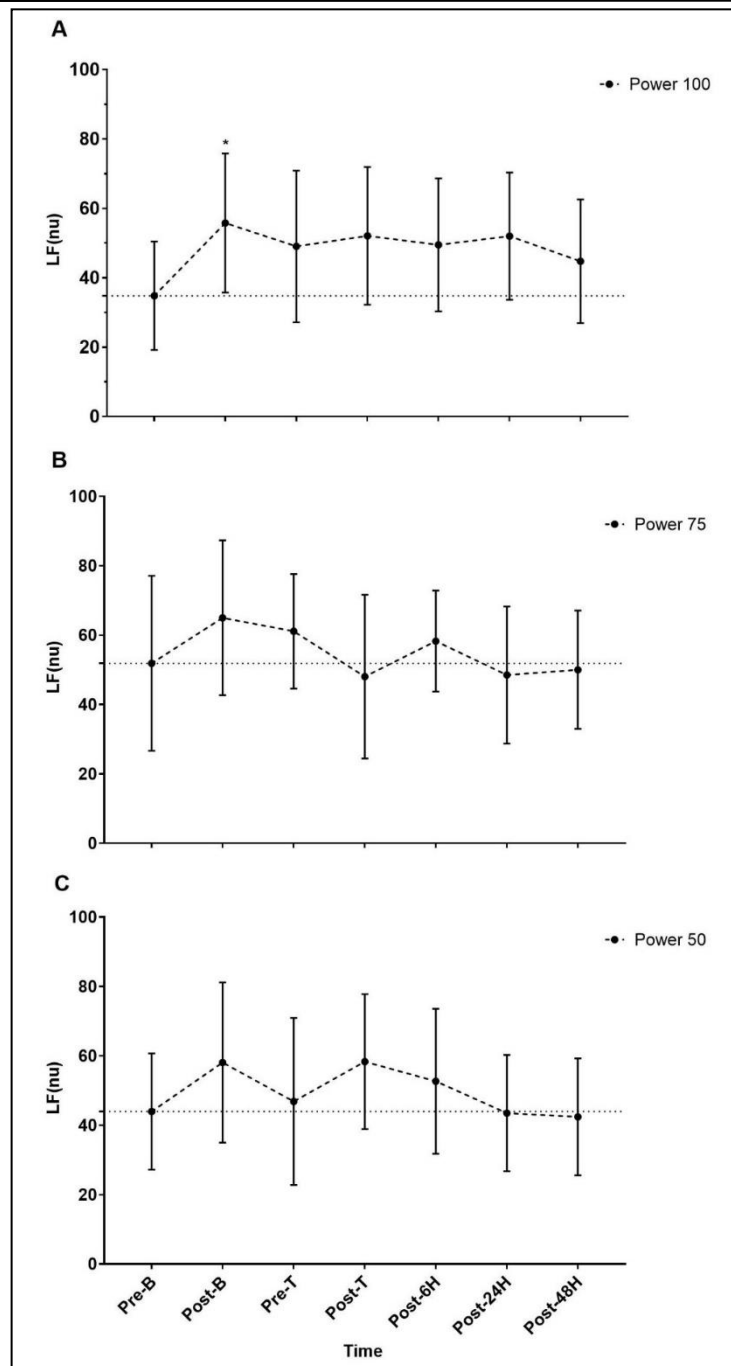 A
100
Power 100
80
*
60
LF(nu)
40
20
0
B
100
Power 75
80
60
LF(nu)
40
20
0
C
100
Power 50
80
60
LF(nu)
40
20
0
Pre-B
Post-B
Pre-T
Post-T
Post-6H
Post-24H
Post-48H
Time